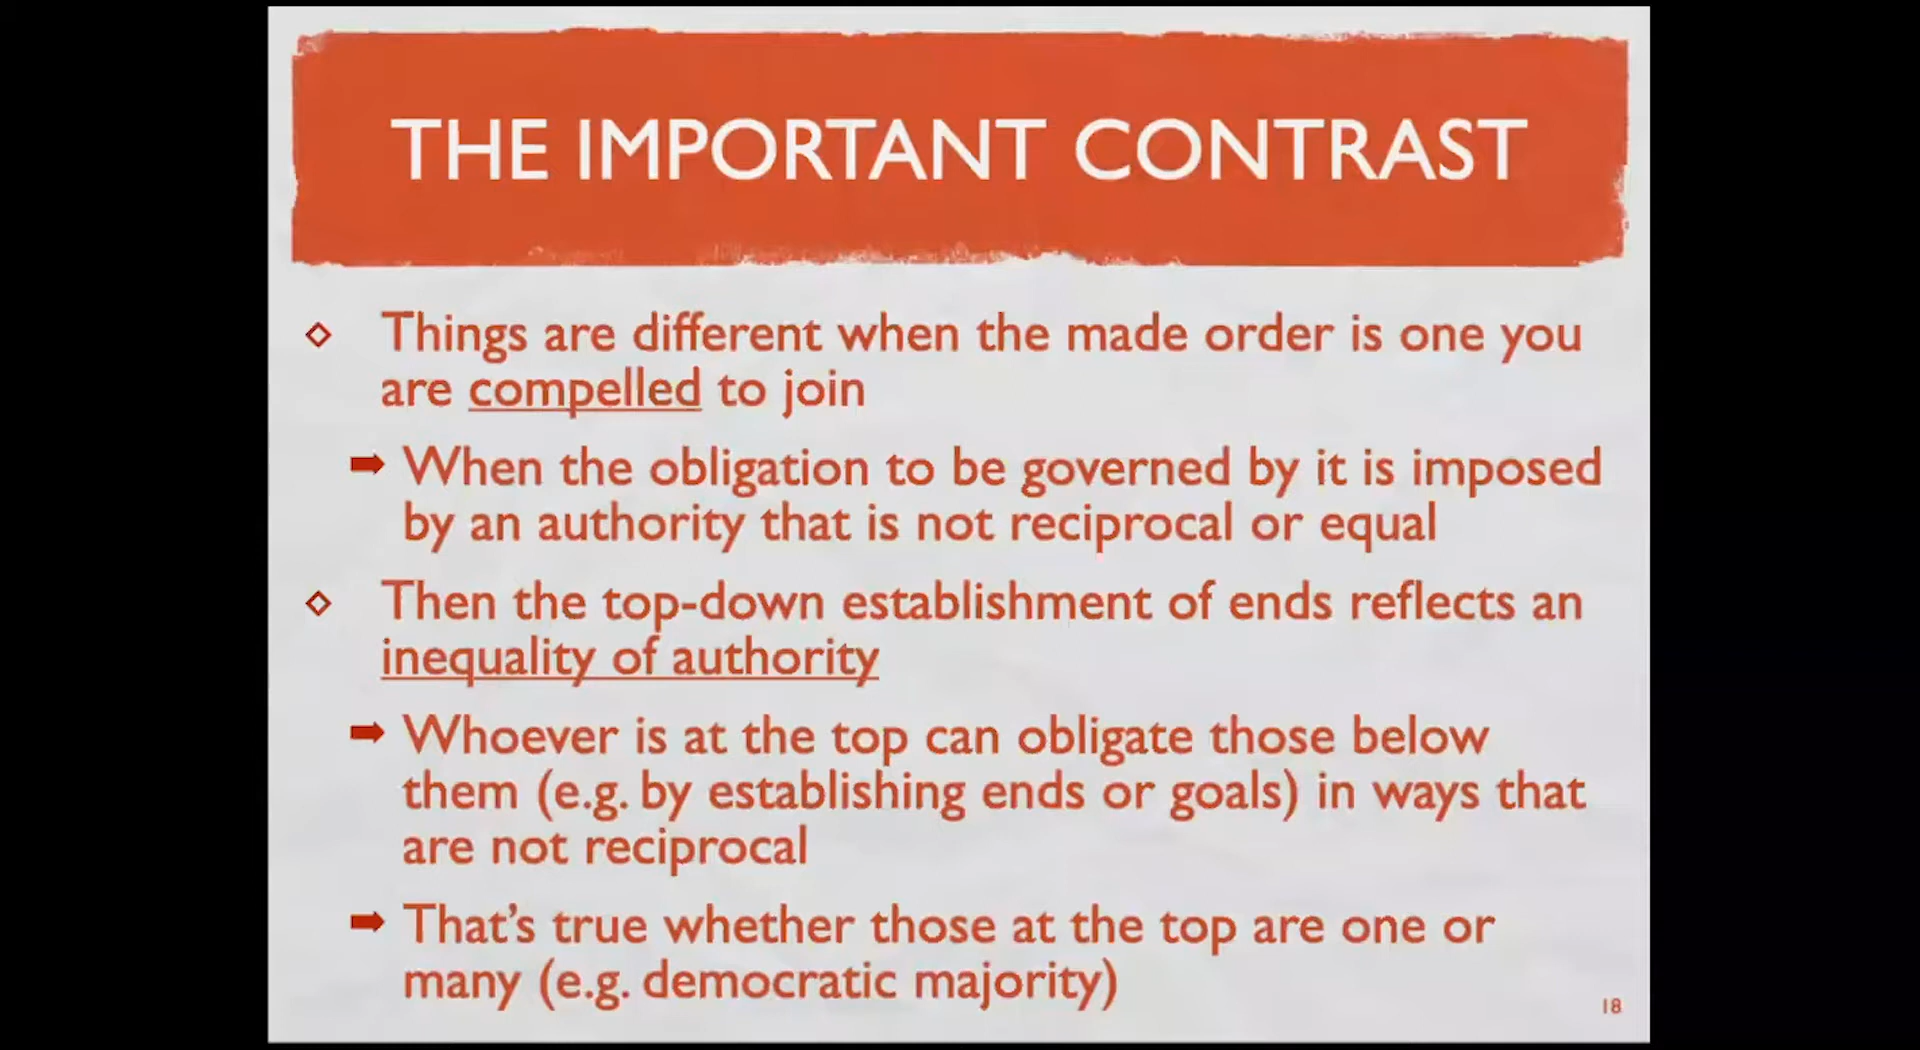 THE IMPORTANT CONTRAST
Things are different when the made order is one you
are compelled to join
When the obligation to be governed by it is imposed
by an authority that is not reciprocal or equal
Then the top-down establishment of ends reflects an
inequality of authority
Whoever is at the top can obligate those below
them (e.g. by establishing ends or goals) in ways that
are not reciprocal
That’s true whether those at the top are one or
many (e.g. democratic majority)
18